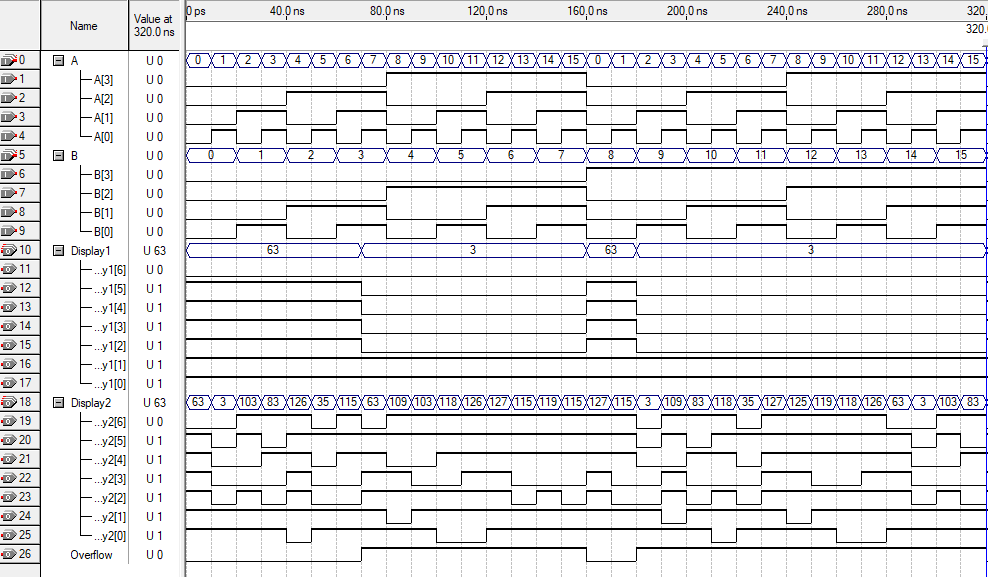 Name Value at 320.0 ns 0 ps 40.0 ns 80.0 ns 120.0 ns 160.0 ns 200.0 ns 240.0 ns 280.0 ns 320.
320.
0 A U 0 0 1 2 3 4 5 6 7 8 9 10 11 12 13 14 15 0 1 2 3 4 5 6 7 8 9 10 11 12 13 14 15
1 A[3] U 0
2 A[2] U 0
3 A[1] U 0
4 A[0] U 0
5 B U 0 0 1 2 3 4 5 6 7 8 9 10 11 12 13 14 15
6 B[3] U 0
7 B[2] U 0
8 B[1] U 0
9 B[0] U 0
10 Display1 U 63 63 3 63 3
11 ...y1[6] U 0
12 ...y1[5] U 1
13 ...y1[4] U 1
14 ...y1[3] U 1
15 ...y1[2] U 1
16 ...y1[1] U 1
17 ...y1[0] U 1
18 Display2 U 63 63 3 103 83 126 35 115 63 109 103 118 126 127 115 119 115 127 115 3 109 83 118 35 127 125 119 118 126 63 3 103 83
19 ...y2[6] U 0
20 ...y2[5] U 1
21 ...y2[4] U 1
22 ...y2[3] U 1
23 ...y2[2] U 1
24 ...y2[1] U 1
25 ...y2[0] U 1
26 Overflow U 0